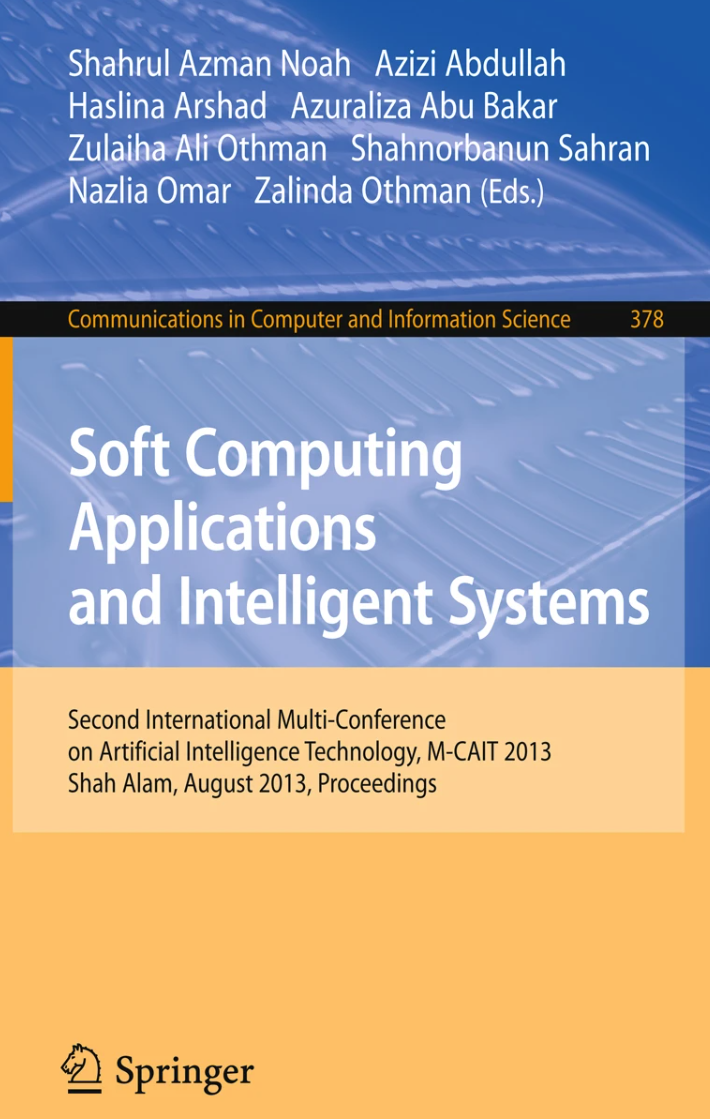 Shahrul Azman Noah   Azizi Abdullah
Haslina Arshad   Azuraliza Abu Bakar
Zulaiha Ali Othman   Shahnorbanun Sahran
Nazlia Omar   Zalinda Othman (Eds.)
Communications in Computer and Information Science   378
Soft Computing
Applications
and Intelligent Systems
Second International Multi-Conference
on Artificial Intelligence Technology, M-CAIT 2013
Shah Alam, August 2013, Proceedings
Springer